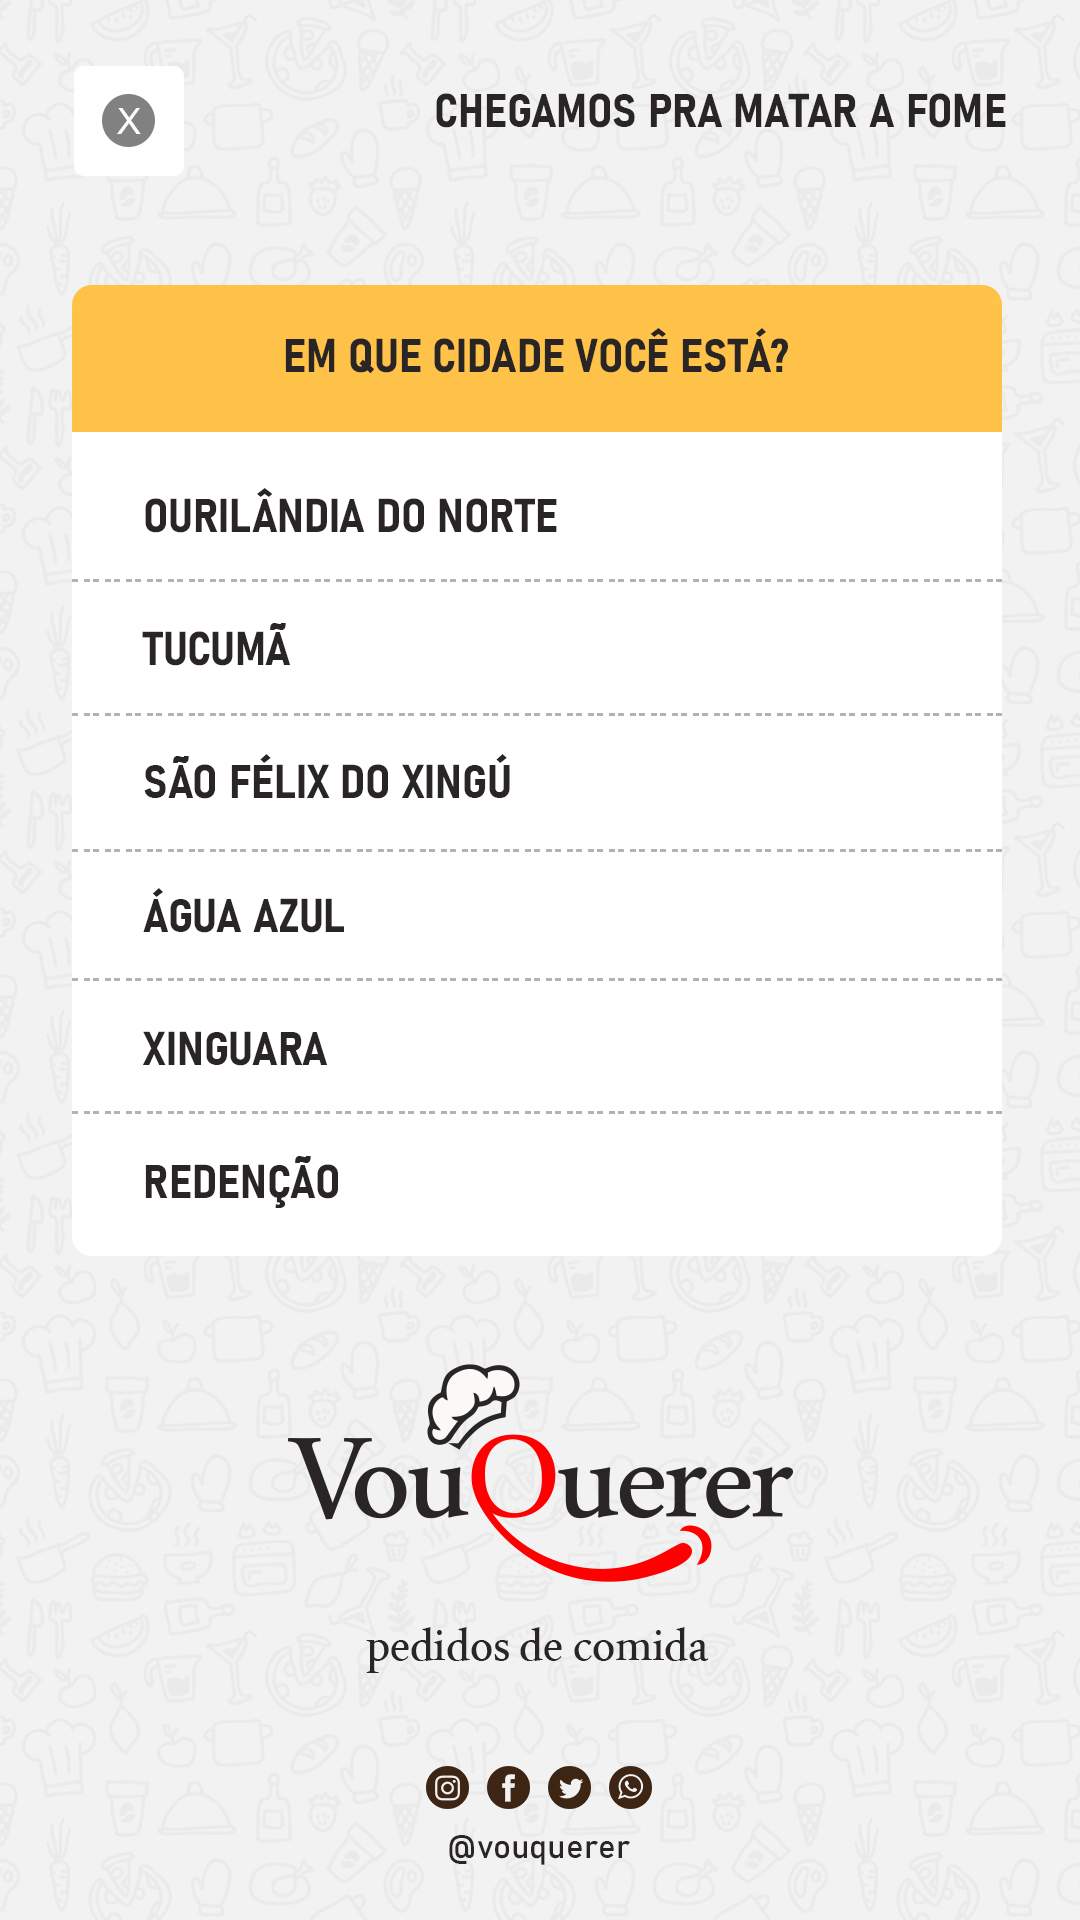 X
CHEGAMOS PRA MATAR A FOME
EM QUE CIDADE VOCÊ ESTÁ?
OURILÂNDIA DO NORTE
TUCUMÃ
SÃO FÉLIX DO XINGÚ
ÁGUA AZUL
XINGUARA
REDENÇÃO
VouQuerer
pedidos de comida
@vouquerer